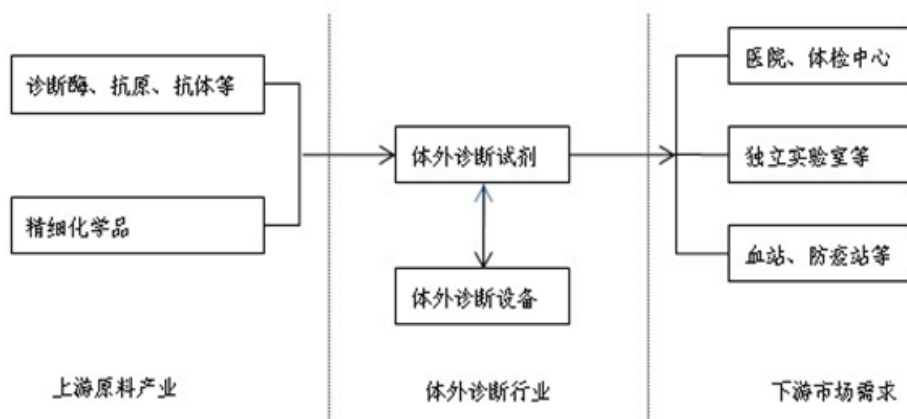 诊断酶、抗原、抗体等
精细化学品
上游原料产业
体外诊断试剂
体外诊断设备
体外诊断行业
医院、体检中心
独立实验室等
血站、防疫站等
下游市场需求